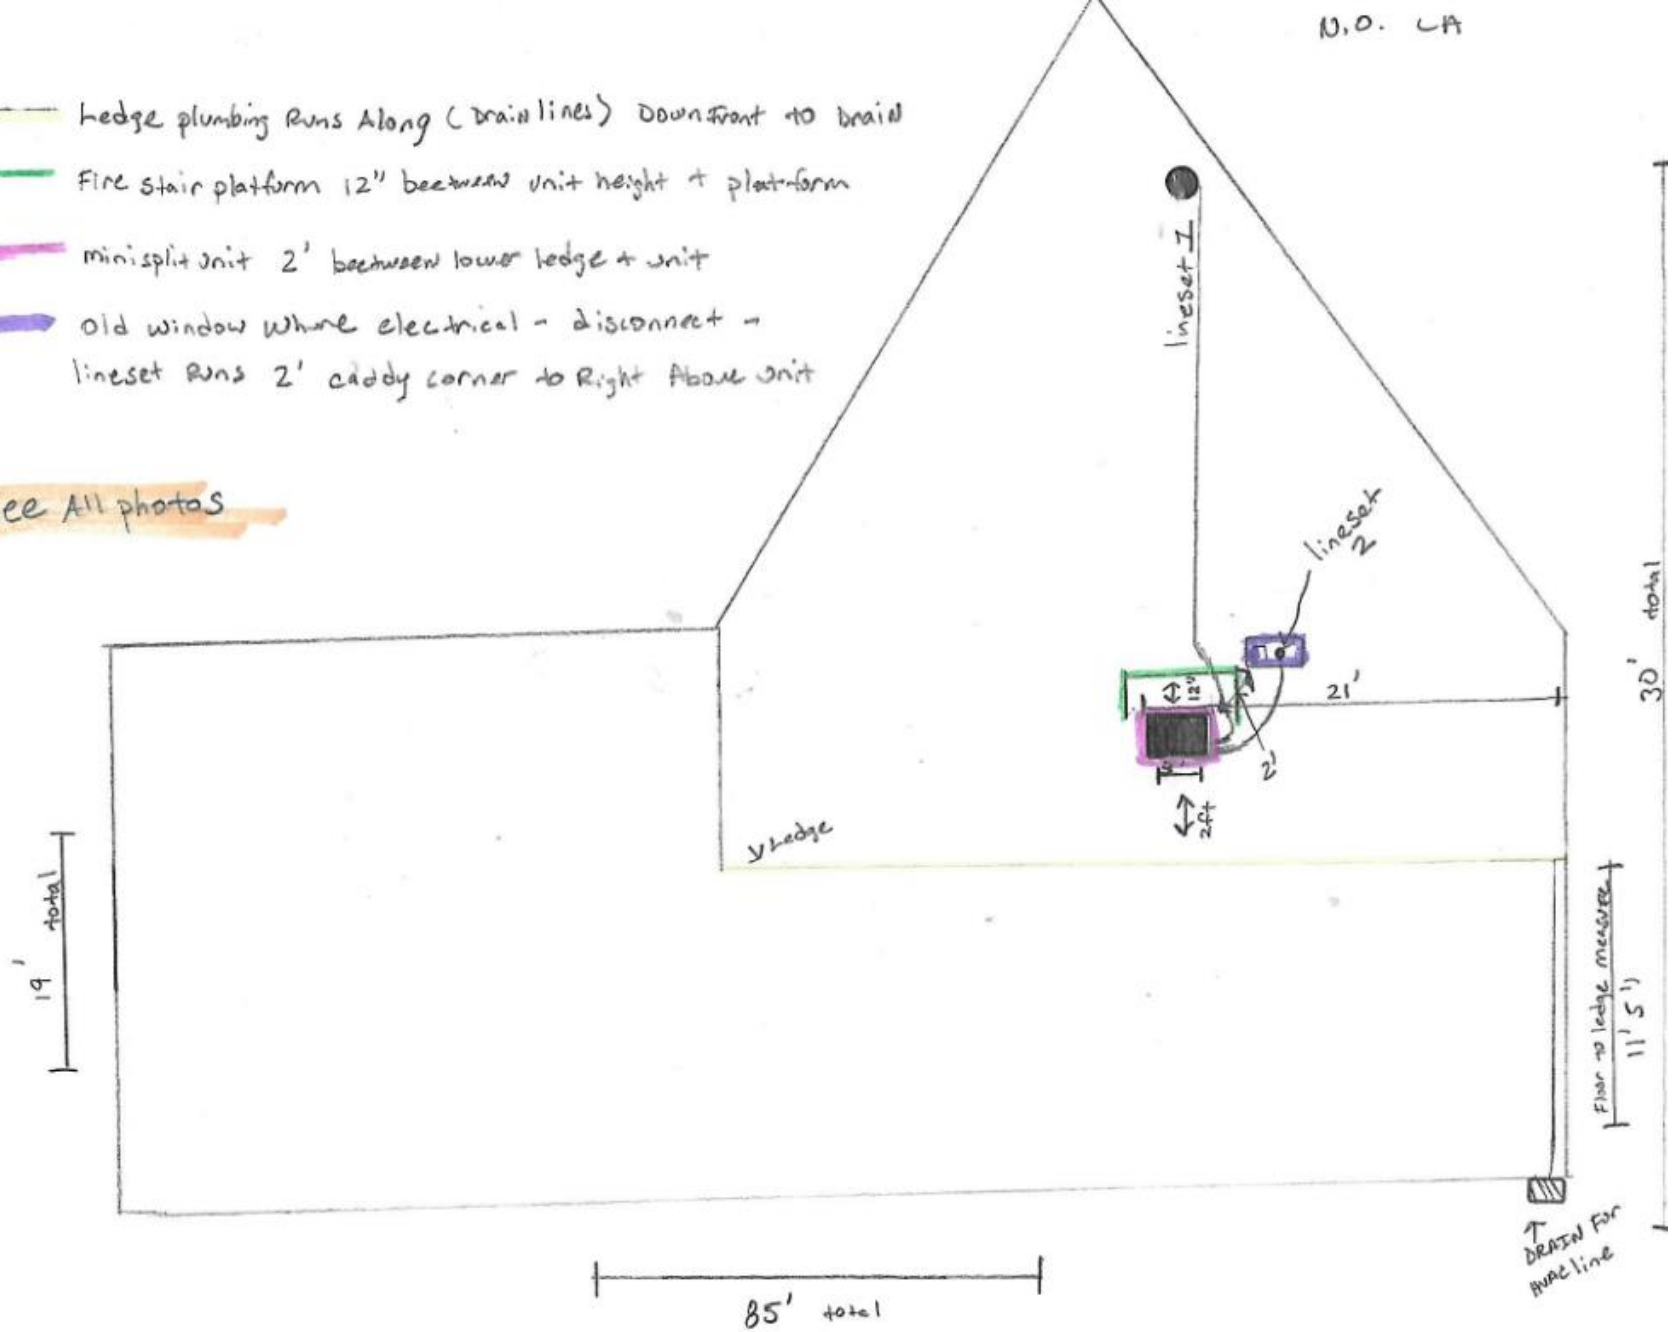 N.O. LA
Ledge plumbing Runs Along (Drain lines) Down Front to Drain
Fire stair platform 12" beetween unit height + platform
minisplit unit 2' beetween lower ledge + unit
Old window where electrical - disconnect -
lineset Runs 2' caddy corner to Right Above unit
ee All photos
lineset 1
lineset
2
12"
21'
2'
2ft
Ledge
30' total
19' total
Floor to ledge measure
11' 5"
DRAIN For
HVAC line
85' total